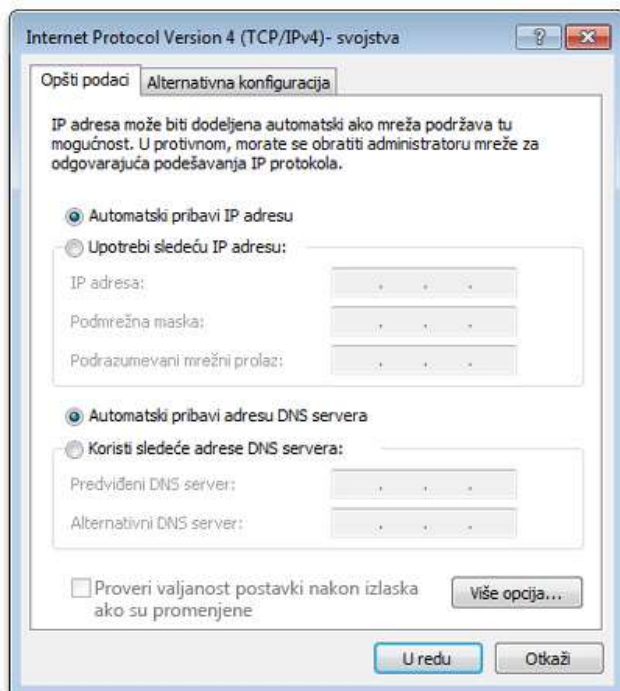 Internet Protocol Version 4 (TCP/IPv4)- svojstva
Opšti podaci
Alternativna konfiguracija
IP adresa može biti dodeljena automatski ako mreža podržava tu
mogućnost. U protivnom, morate se obratiti administratoru mreže za
odgovarajuća podešavanja IP protokola.
Automatski pribavi IP adresu
Upotrebi sledeću IP adresu:
IP adresa:
Podmrežna maska:
Podrazumevani mrežni prolaz:
Automatski pribavi adresu DNS servera
Koristi sledeće adrese DNS servera:
Predviđeni DNS server:
Alternativni DNS server:
Proveri valjanost postavki nakon izlaska
ako su promenjene
Više opcija...
U redu
Otkaži